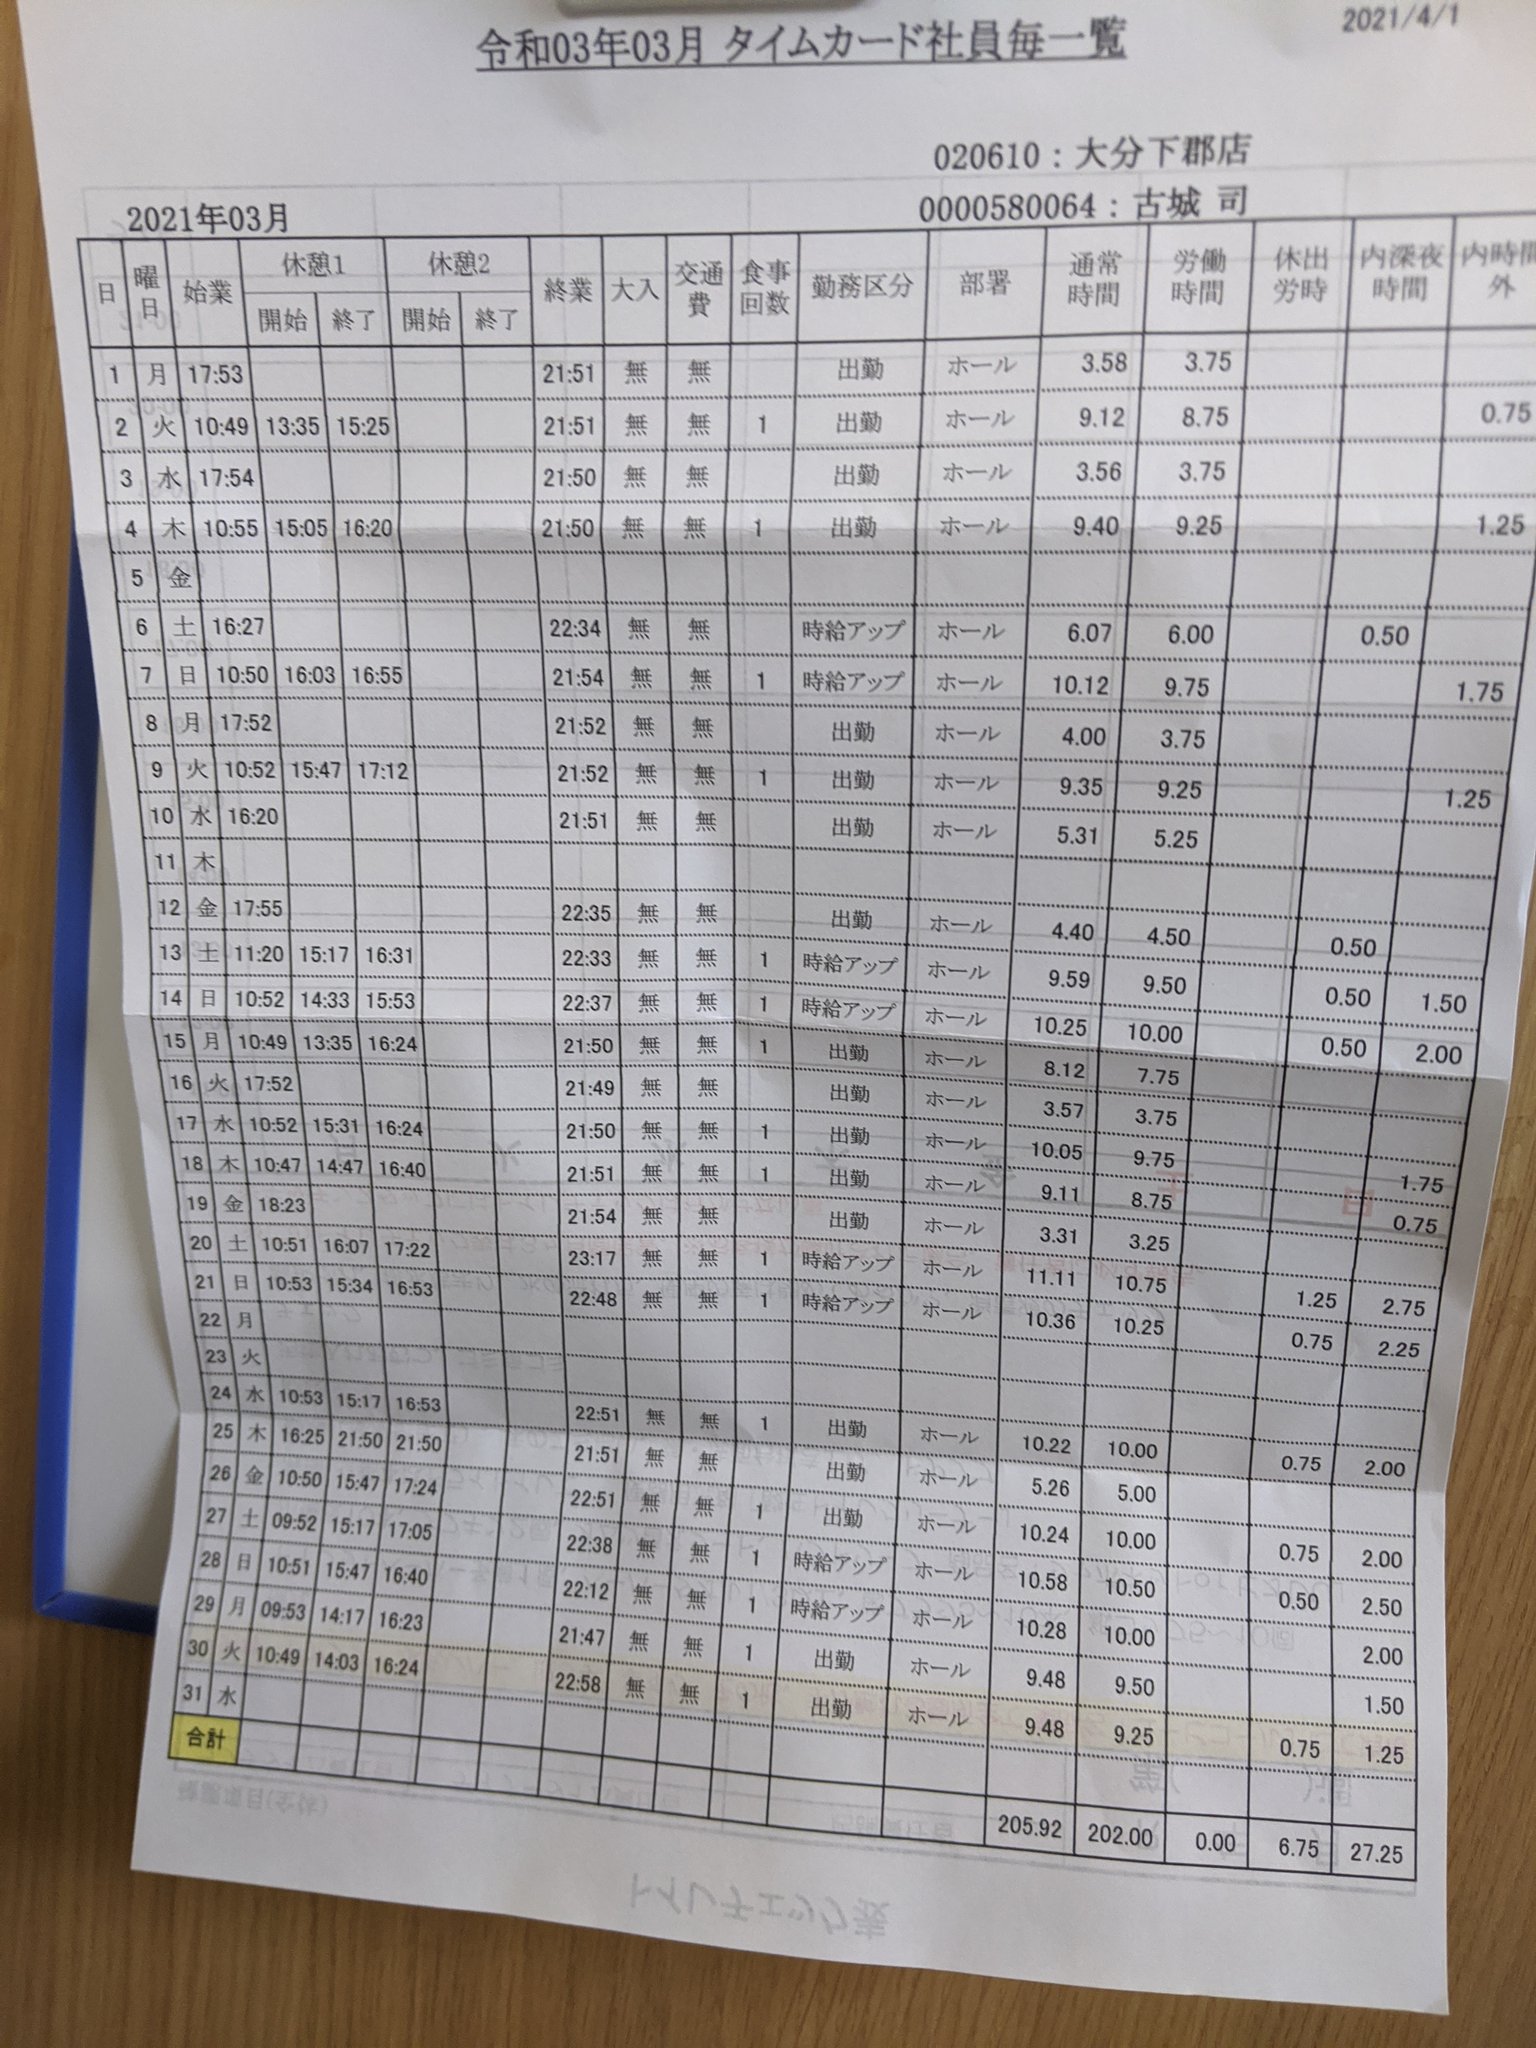 令和03年03月 タイムカード社員毎一覧
2021/4/1
020610：大分下郡店
2021年03月
0000580064：古城 司
日 曜日 始業 休憩1 開始 終了 休憩2 開始 終了 終業 大入 交通費 食事回数 勤務区分 部署 通常時間 労働時間 休出労時 内深夜時間 内時間外
1 月 17:53 21:51 無 無 出勤 ホール 3.58 3.75
2 火 10:49 13:35 15:25 21:51 無 無 1 出勤 ホール 9.12 8.75 0.75
3 水 17:54 21:50 無 無 出勤 ホール 3.56 3.75
4 木 10:55 15:05 16:20 21:50 無 無 1 出勤 ホール 9.40 9.25 1.25
5 金
6 土 16:27 22:34 無 無 時給アップ ホール 6.07 6.00 0.50
7 日 10:50 16:03 16:55 21:54 無 無 1 時給アップ ホール 10.12 9.75 1.75
8 月 17:52 21:52 無 無 出勤 ホール 4.00 3.75
9 火 10:52 15:47 17:12 21:52 無 無 1 出勤 ホール 9.35 9.25 1.25
10 水 16:20 21:51 無 無 出勤 ホール 5.31 5.25
11 木
12 金 17:55 22:35 無 無 出勤 ホール 4.40 4.50 0.50
13 土 11:20 15:17 16:31 22:33 無 無 1 時給アップ ホール 9.59 9.50 0.50 1.50
14 日 10:52 14:33 15:53 22:37 無 無 1 時給アップ ホール 10.25 10.00 0.50 2.00
15 月 10:49 13:35 16:24 21:50 無 無 1 出勤 ホール 8.12 7.75
16 火 17:52 21:49 無 無 出勤 ホール 3.57 3.75
17 水 10:52 15:31 16:24 21:50 無 無 1 出勤 ホール 10.05 9.75 1.75
18 木 10:47 14:47 16:40 21:51 無 無 1 出勤 ホール 9.11 8.75 0.75
19 金 18:23 21:54 無 無 出勤 ホール 3.31 3.25
20 土 10:51 16:07 17:22 23:17 無 無 1 時給アップ ホール 11.11 10.75 1.25 2.75
21 日 10:53 15:34 16:53 22:48 無 無 1 時給アップ ホール 10.36 10.25 0.75 2.25
22 月
23 火
24 水 10:53 15:17 16:53 22:51 無 無 1 出勤 ホール 10.22 10.00 0.75 2.00
25 木 16:25 21:50 21:50 21:51 無 無 出勤 ホール 5.26 5.00
26 金 10:50 15:47 17:24 22:51 無 無 1 出勤 ホール 10.24 10.00 0.75 2.00
27 土 09:52 15:17 17:05 22:38 無 無 1 時給アップ ホール 10.58 10.50 0.50 2.50
28 日 10:51 15:47 16:40 22:12 無 無 1 時給アップ ホール 10.28 10.00 2.00
29 月 09:53 14:17 16:23 21:47 無 無 1 出勤 ホール 9.48 9.50 1.50
30 火 10:49 14:03 16:24 22:58 無 無 1 出勤 ホール 9.48 9.25 0.75 1.25
31 水
合計 205.92 202.00 0.00 6.75 27.25
トイレチェック表